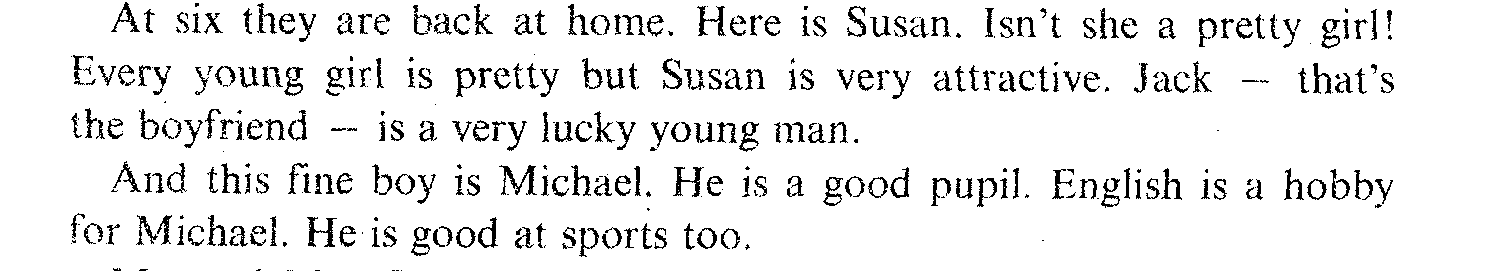 At six they are back at home. Here is Susan. Isn't she a pretty girl!
Every young girl is pretty but Susan is very attractive. Jack — that's
the boyfriend — is a very lucky young man.
And this fine boy is Michael. He is a good pupil. English is a hobby
for Michael. He is good at sports too.